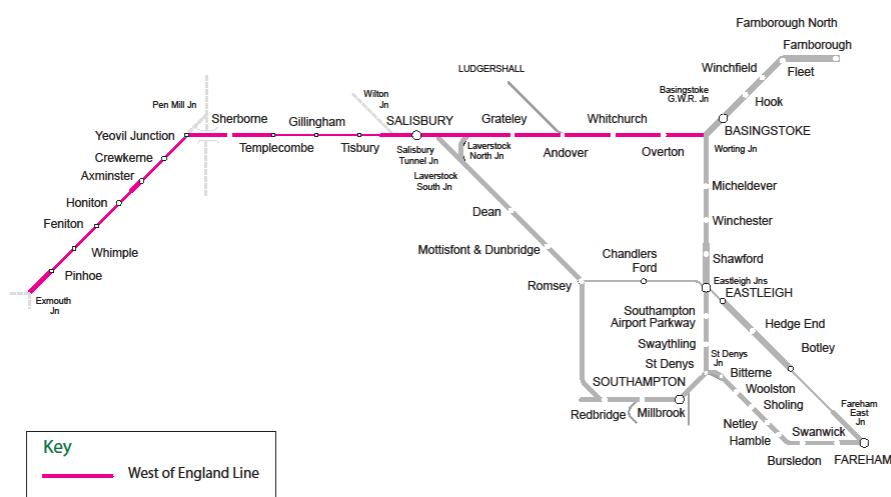 Farnborough North
Farnborough
Winchfield
Fleet
LUDGERSHALL
Basingstoke
G.W.R. Jn
Hook
Wilton
Jn
Pen Mill Jn
Sherborne
Gillingham
SALISBURY
Grateley
Whitchurch
BASINGSTOKE
Yeovil Junction
Templecombe
Tisbury
Salisbury
Tunnel Jn
Laverstock
North Jn
Andover
Overton
Worting Jn
Crewkerne
Axminster
Laverstock
South Jn
Micheldever
Honiton
Dean
Winchester
Feniton
Mottisfont & Dunbridge
Chandlers
Ford
Shawford
Whimple
Pinhoe
Romsey
Eastleigh Jns
EASTLEIGH
Exmouth
Jn
Southampton
Airport Parkway
Hedge End
Swaythling
Botley
St Denys
St Denys
Jn
Bitterne
SOUTHAMPTON
Woolston
Sholing
Fareham
East
Jn
Redbridge
Millbrook
Netley
Hamble
Swanwick
Bursledon
FAREHAM
Key
West of England Line